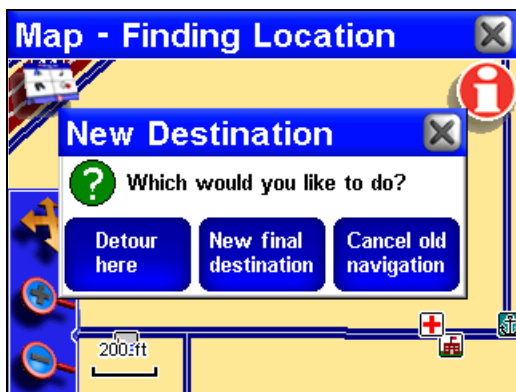 Map - Finding Location
New Destination
Which would you like to do?
Detour here
New final destination
Cancel old navigation
200 ft